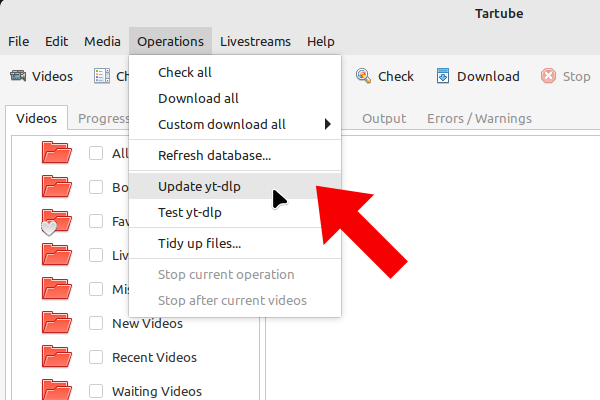 Tartube
File Edit Media Operations Livestreams Help
Videos Ch Check Download Stop
Videos Progres Output Errors / Warnings
Check all
Download all
Custom download all
Refresh database...
Update yt-dlp
Test yt-dlp
Tidy up files...
Stop current operation
Stop after current videos
All
Bo
Fav
Liv
Mis
New Videos
Recent Videos
Waiting Videos